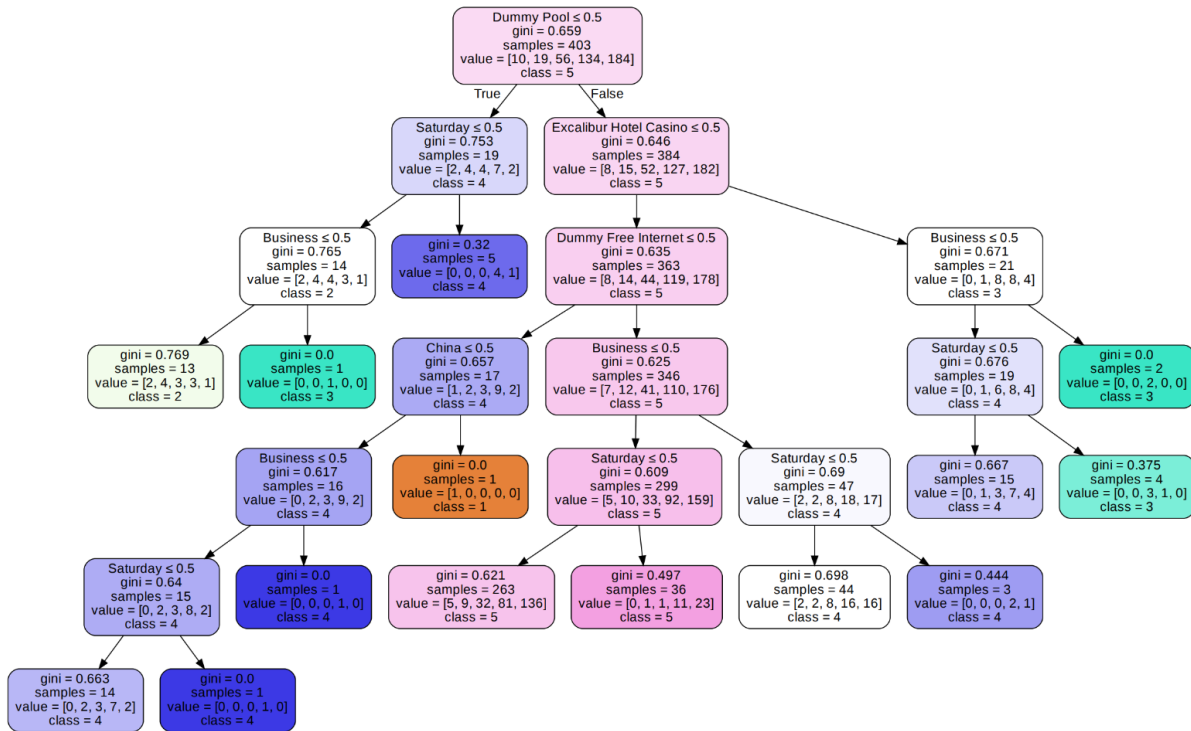 Dummy Pool ≤ 0.5
gini = 0.659
samples = 403
value = [10, 19, 56, 134, 184]
class = 5
True
False
Saturday ≤ 0.5
gini = 0.753
samples = 19
value = [2, 4, 4, 7, 2]
class = 4
Excalibur Hotel Casino ≤ 0.5
gini = 0.646
samples = 384
value = [8, 15, 52, 127, 182]
class = 5
Business ≤ 0.5
gini = 0.765
samples = 14
value = [2, 4, 4, 3, 1]
class = 2
gini = 0.32
samples = 5
value = [0, 0, 0, 4, 1]
class = 4
Dummy Free Internet ≤ 0.5
gini = 0.635
samples = 363
value = [8, 14, 44, 119, 178]
class = 5
Business ≤ 0.5
gini = 0.671
samples = 21
value = [0, 1, 8, 8, 4]
class = 3
gini = 0.769
samples = 13
value = [2, 4, 3, 3, 1]
class = 2
gini = 0.0
samples = 1
value = [0, 0, 1, 0, 0]
class = 3
China ≤ 0.5
gini = 0.657
samples = 17
value = [1, 2, 3, 9, 2]
class = 4
Business ≤ 0.5
gini = 0.625
samples = 346
value = [7, 12, 41, 110, 176]
class = 5
Saturday ≤ 0.5
gini = 0.676
samples = 19
value = [0, 1, 6, 8, 4]
class = 4
gini = 0.0
samples = 2
value = [0, 0, 2, 0, 0]
class = 3
Business ≤ 0.5
gini = 0.617
samples = 16
value = [0, 2, 3, 9, 2]
class = 4
gini = 0.0
samples = 1
value = [1, 0, 0, 0, 0]
class = 1
Saturday ≤ 0.5
gini = 0.609
samples = 299
value = [5, 10, 33, 92, 159]
class = 5
Saturday ≤ 0.5
gini = 0.69
samples = 47
value = [2, 2, 8, 18, 17]
class = 4
gini = 0.667
samples = 15
value = [0, 1, 3, 7, 4]
class = 4
gini = 0.375
samples = 4
value = [0, 0, 3, 1, 0]
class = 3
Saturday ≤ 0.5
gini = 0.64
samples = 15
value = [0, 2, 3, 8, 2]
class = 4
gini = 0.0
samples = 1
value = [0, 0, 0, 1, 0]
class = 4
gini = 0.621
samples = 263
value = [5, 9, 32, 81, 136]
class = 5
gini = 0.497
samples = 36
value = [0, 1, 1, 11, 23]
class = 5
gini = 0.698
samples = 44
value = [2, 2, 8, 16, 16]
class = 4
gini = 0.444
samples = 3
value = [0, 0, 0, 2, 1]
class = 4
gini = 0.663
samples = 14
value = [0, 2, 3, 7, 2]
class = 4
gini = 0.0
samples = 1
value = [0, 0, 0, 1, 0]
class = 4